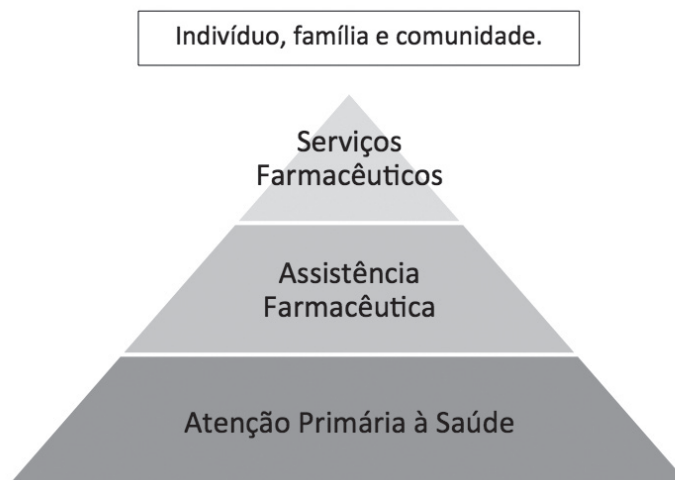 Indivíduo, família e comunidade.
Serviços
Farmacêuticos
Assistência
Farmacêutica
Atenção Primária à Saúde